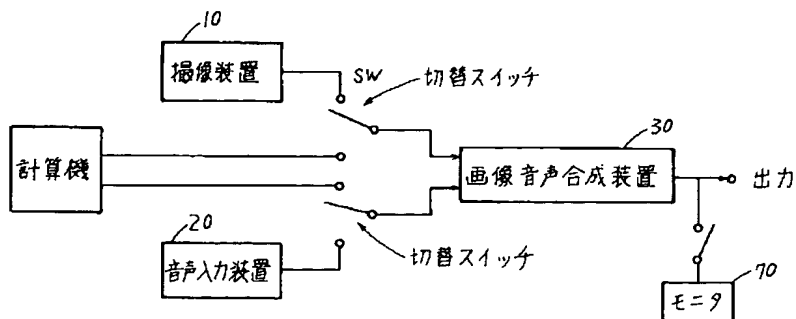 10
撮像装置
SW
切替スイッチ
30
計算機
画像音声合成装置
出力
20
音声入力装置
切替スイッチ
70
モニタ